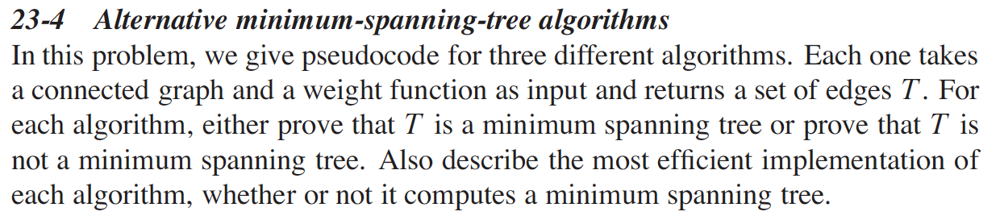 23-4 Alternative minimum-spanning-tree algorithms
In this problem, we give pseudocode for three different algorithms. Each one takes
a connected graph and a weight function as input and returns a set of edges T. For
each algorithm, either prove that T is a minimum spanning tree or prove that T is
not a minimum spanning tree. Also describe the most efficient implementation of
each algorithm, whether or not it computes a minimum spanning tree.